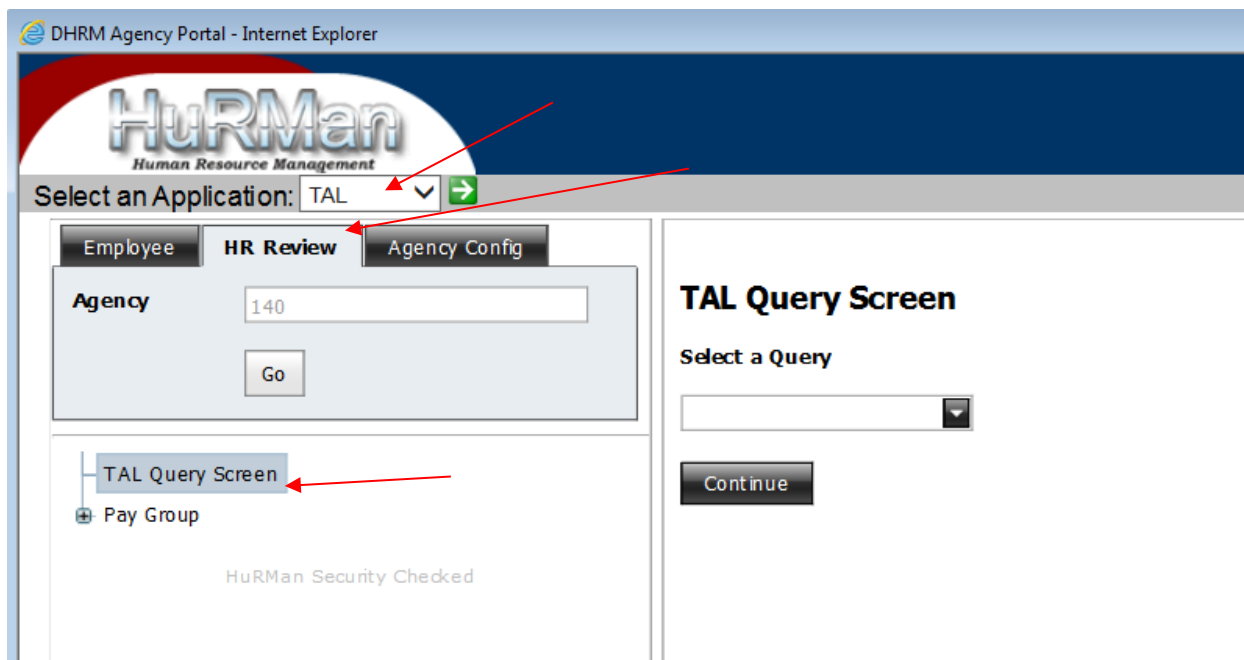 DHRM Agency Portal - Internet Explorer
HuRMan
Human Resource Management
Select an Application: TAL
Employee HR Review Agency Config
Agency 140
Go
TAL Query Screen
Pay Group
HuRMan Security Checked
TAL Query Screen
Select a Query
Continue